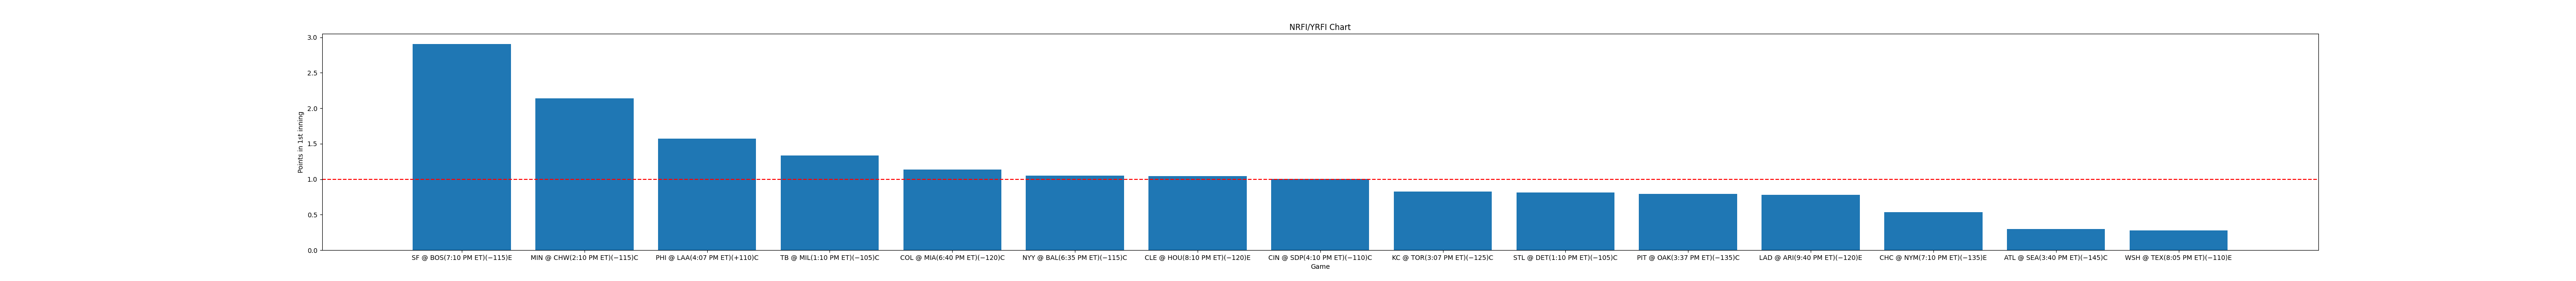 NRFI/YRFI Chart
3.0
2.5
2.0
1.5
1.0
0.5
0.0
Points in 1st inning
SF @ BOS(7:10 PM ET)(−115)E
MIN @ CHW(2:10 PM ET)(−115)C
PHI @ LAA(4:07 PM ET)(+110)C
TB @ MIL(1:10 PM ET)(−105)C
COL @ MIA(6:40 PM ET)(−120)C
NYY @ BAL(6:35 PM ET)(−115)C
CLE @ HOU(8:10 PM ET)(−120)E
CIN @ SDP(4:10 PM ET)(−110)C
KC @ TOR(3:07 PM ET)(−125)C
STL @ DET(1:10 PM ET)(−105)C
PIT @ OAK(3:37 PM ET)(−135)C
LAD @ ARI(9:40 PM ET)(−120)E
CHC @ NYM(7:10 PM ET)(−135)E
ATL @ SEA(3:40 PM ET)(−145)C
WSH @ TEX(8:05 PM ET)(−110)E
Game